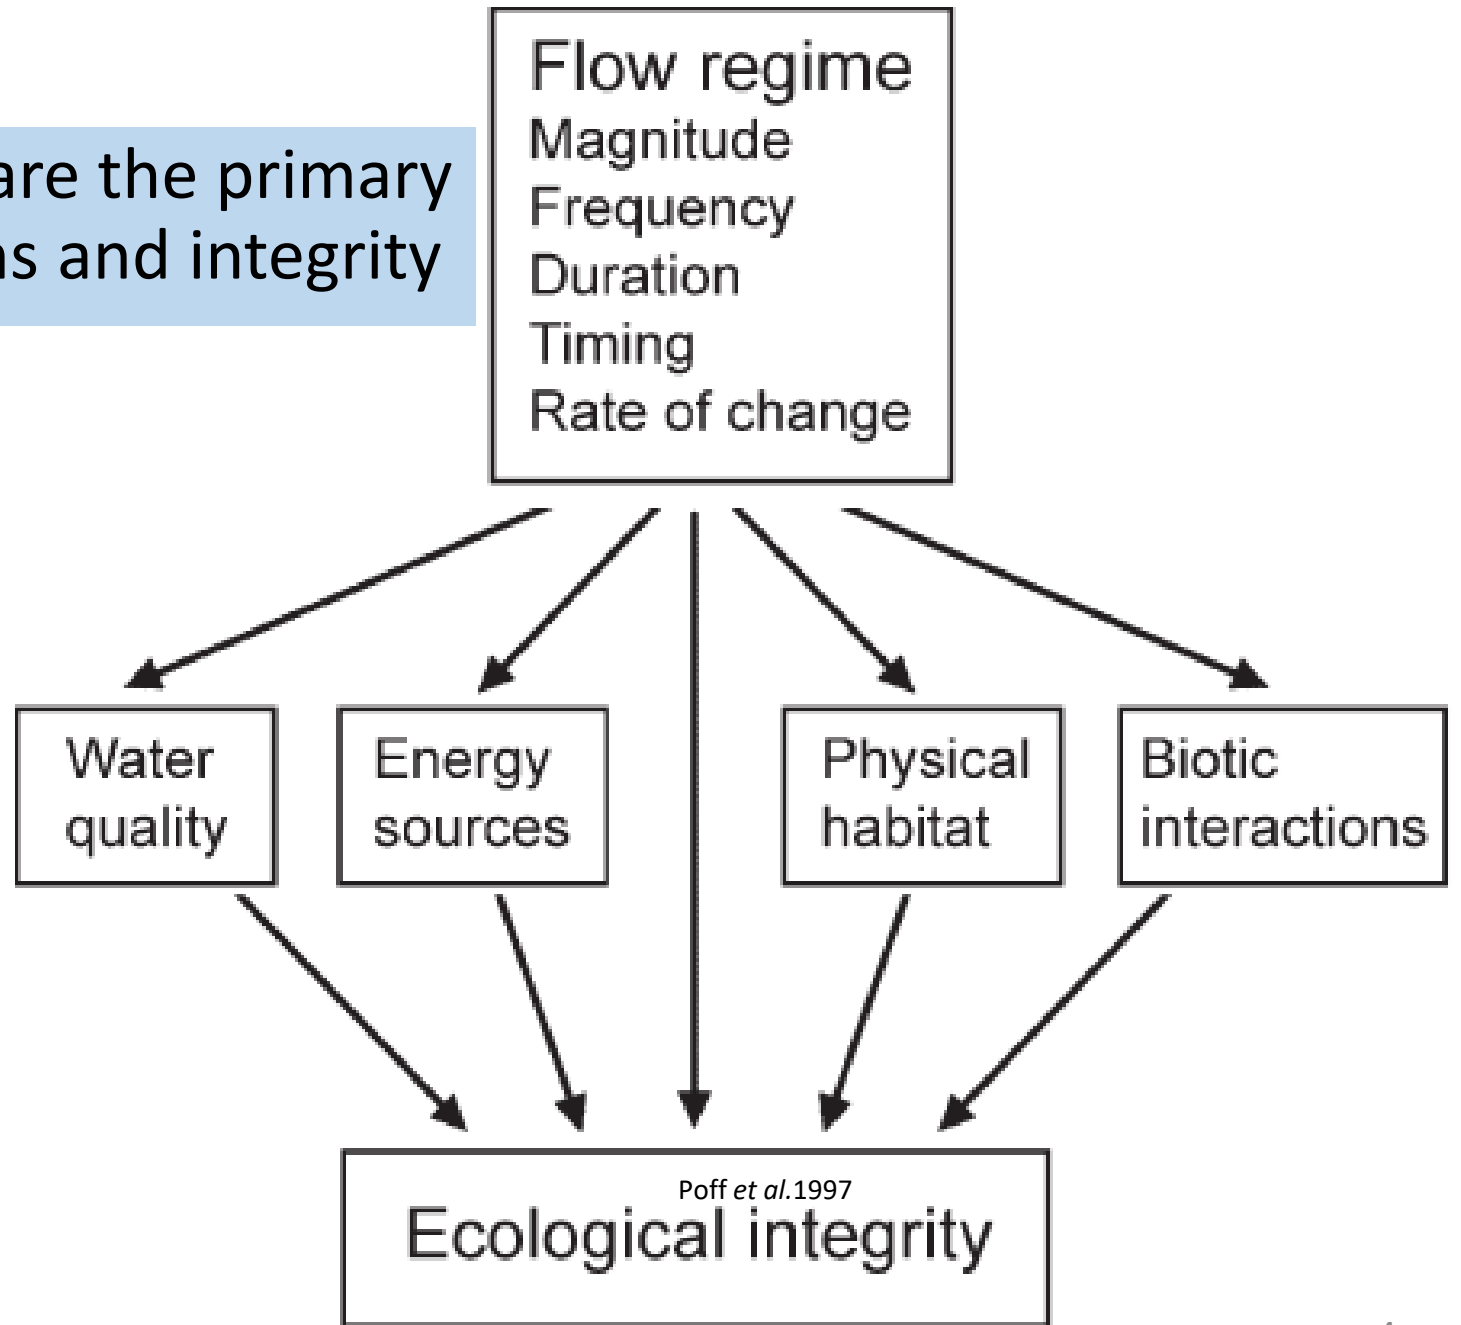 Flow regime
Magnitude
Frequency
Duration
Timing
Rate of change
are the primary
ns and integrity
Water
quality
Energy
sources
Physical
habitat
Biotic
interactions
Poff et al.1997
Ecological integrity